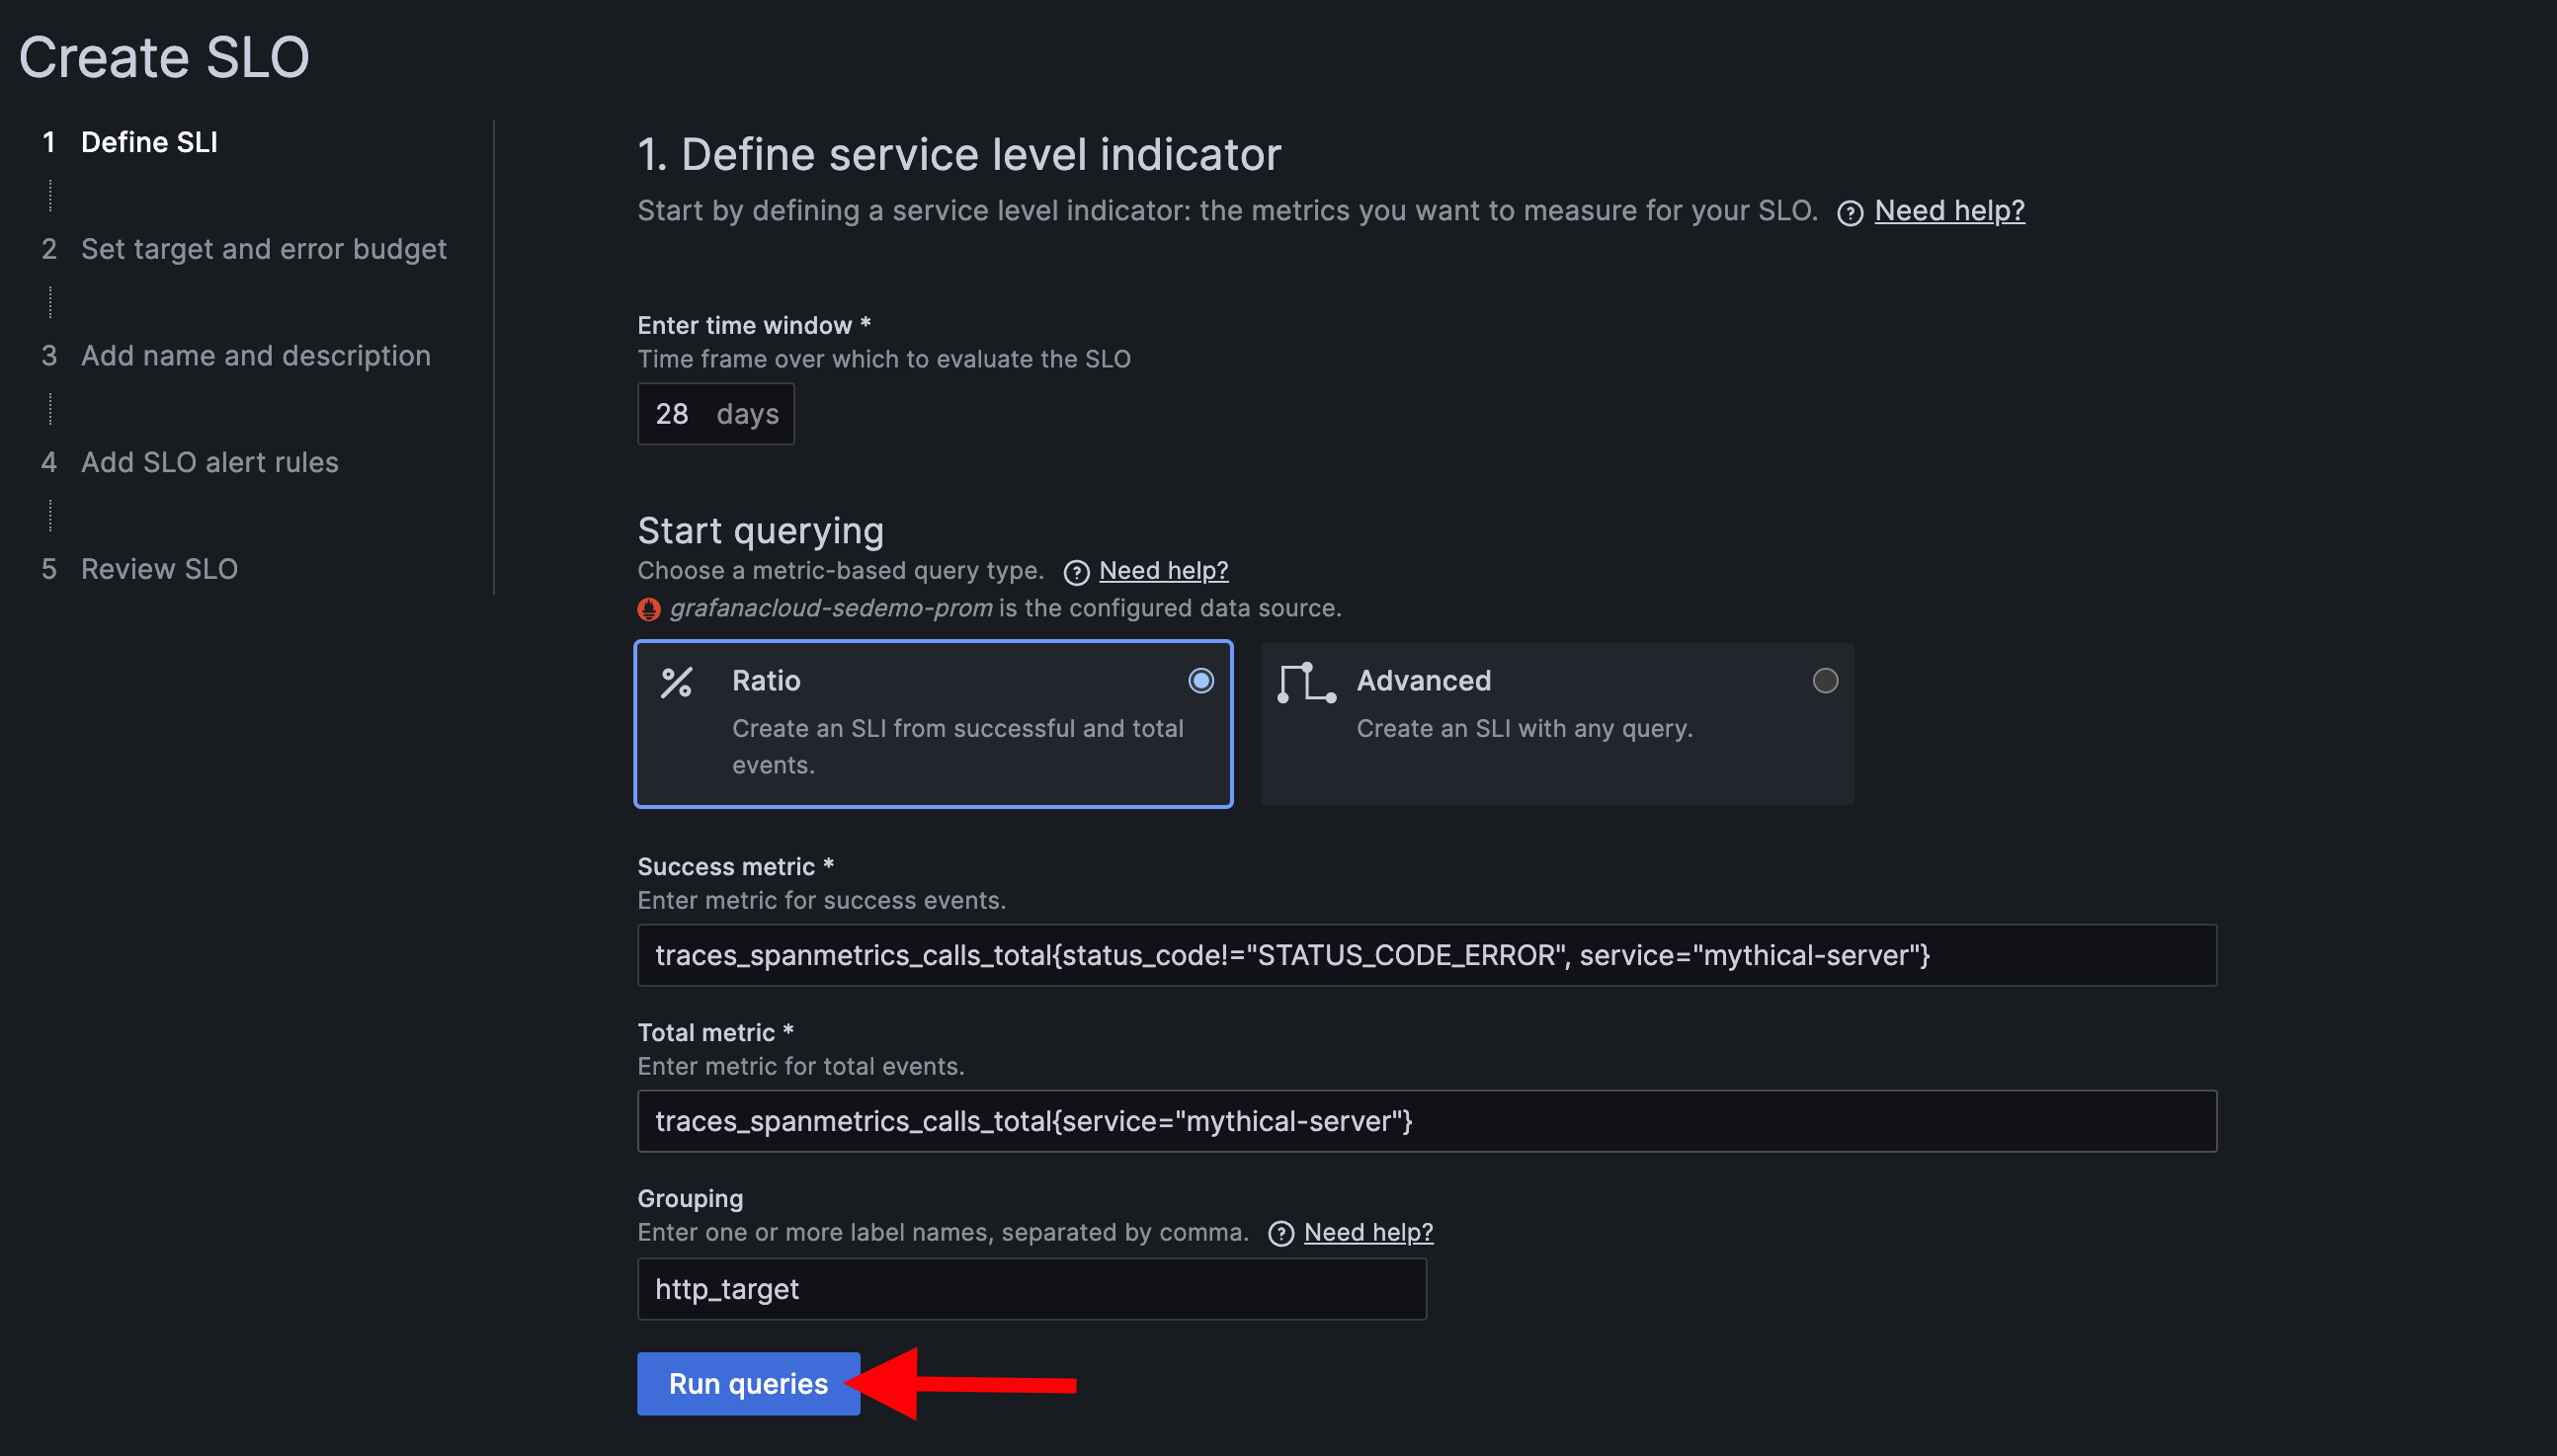 Create SLO
1 Define SLI
2 Set target and error budget
3 Add name and description
4 Add SLO alert rules
5 Review SLO
1. Define service level indicator
Start by defining a service level indicator: the metrics you want to measure for your SLO. Need help?
Enter time window *
Time frame over which to evaluate the SLO
28 days
Start querying
Choose a metric-based query type. Need help?
grafanacloud-sedemo-prom is the configured data source.
Ratio
Create an SLI from successful and total
events.
Advanced
Create an SLI with any query.
Success metric *
Enter metric for success events.
traces_spanmetrics_calls_total{status_code!="STATUS_CODE_ERROR", service="mythical-server"}
Total metric *
Enter metric for total events.
traces_spanmetrics_calls_total{service="mythical-server"}
Grouping
Enter one or more label names, separated by comma. Need help?
http_target
Run queries